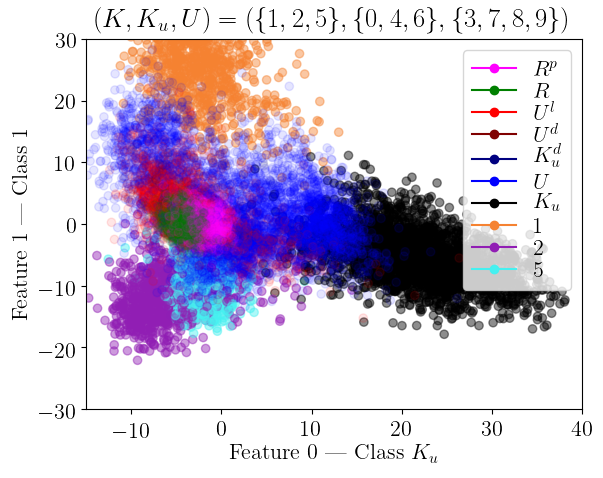 (K, K_u, U) = ({1, 2, 5}, {0, 4, 6}, {3, 7, 8, 9})
30
20
10
0
−10
−20
−30
Feature 1 — Class 1
R^p
R
U^l
U^d
K_u^d
U
K_u
1
2
5
−10
0
10
20
30
40
Feature 0 — Class K_u